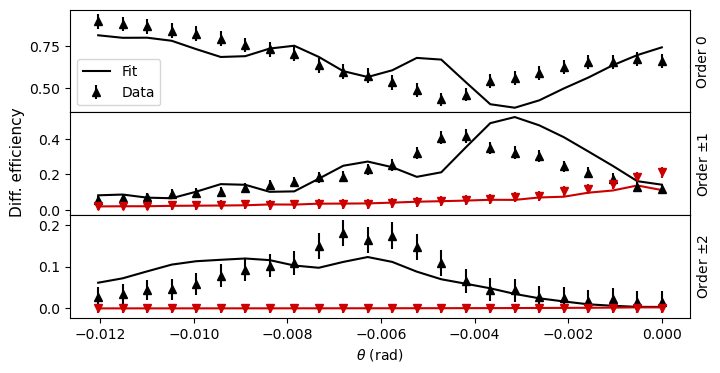 0.75
0.50
Fit
Data
Order 0
0.4
0.2
0.0
Order ±1
Diff. efficiency
0.2
0.1
0.0
Order ±2
−0.012 −0.010 −0.008 −0.006 −0.004 −0.002 0.000
θ (rad)